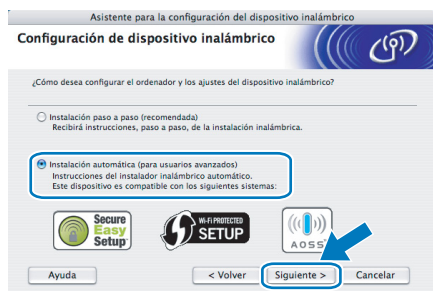 Asistente para la configuración del dispositivo inalámbrico
Configuración de dispositivo inalámbrico
¿Cómo desea configurar el ordenador y los ajustes del dispositivo inalámbrico?
Instalación paso a paso (recomendada)
Recibirá instrucciones, paso a paso, de la instalación inalámbrica.
Instalación automática (para usuarios avanzados)
Instrucciones del instalador inalámbrico automático.
Este dispositivo es compatible con los siguientes sistemas:
Secure
Easy
Setup
WI-FI PROTECTED
SETUP
AOSS
Ayuda
< Volver
Siguiente >
Cancelar